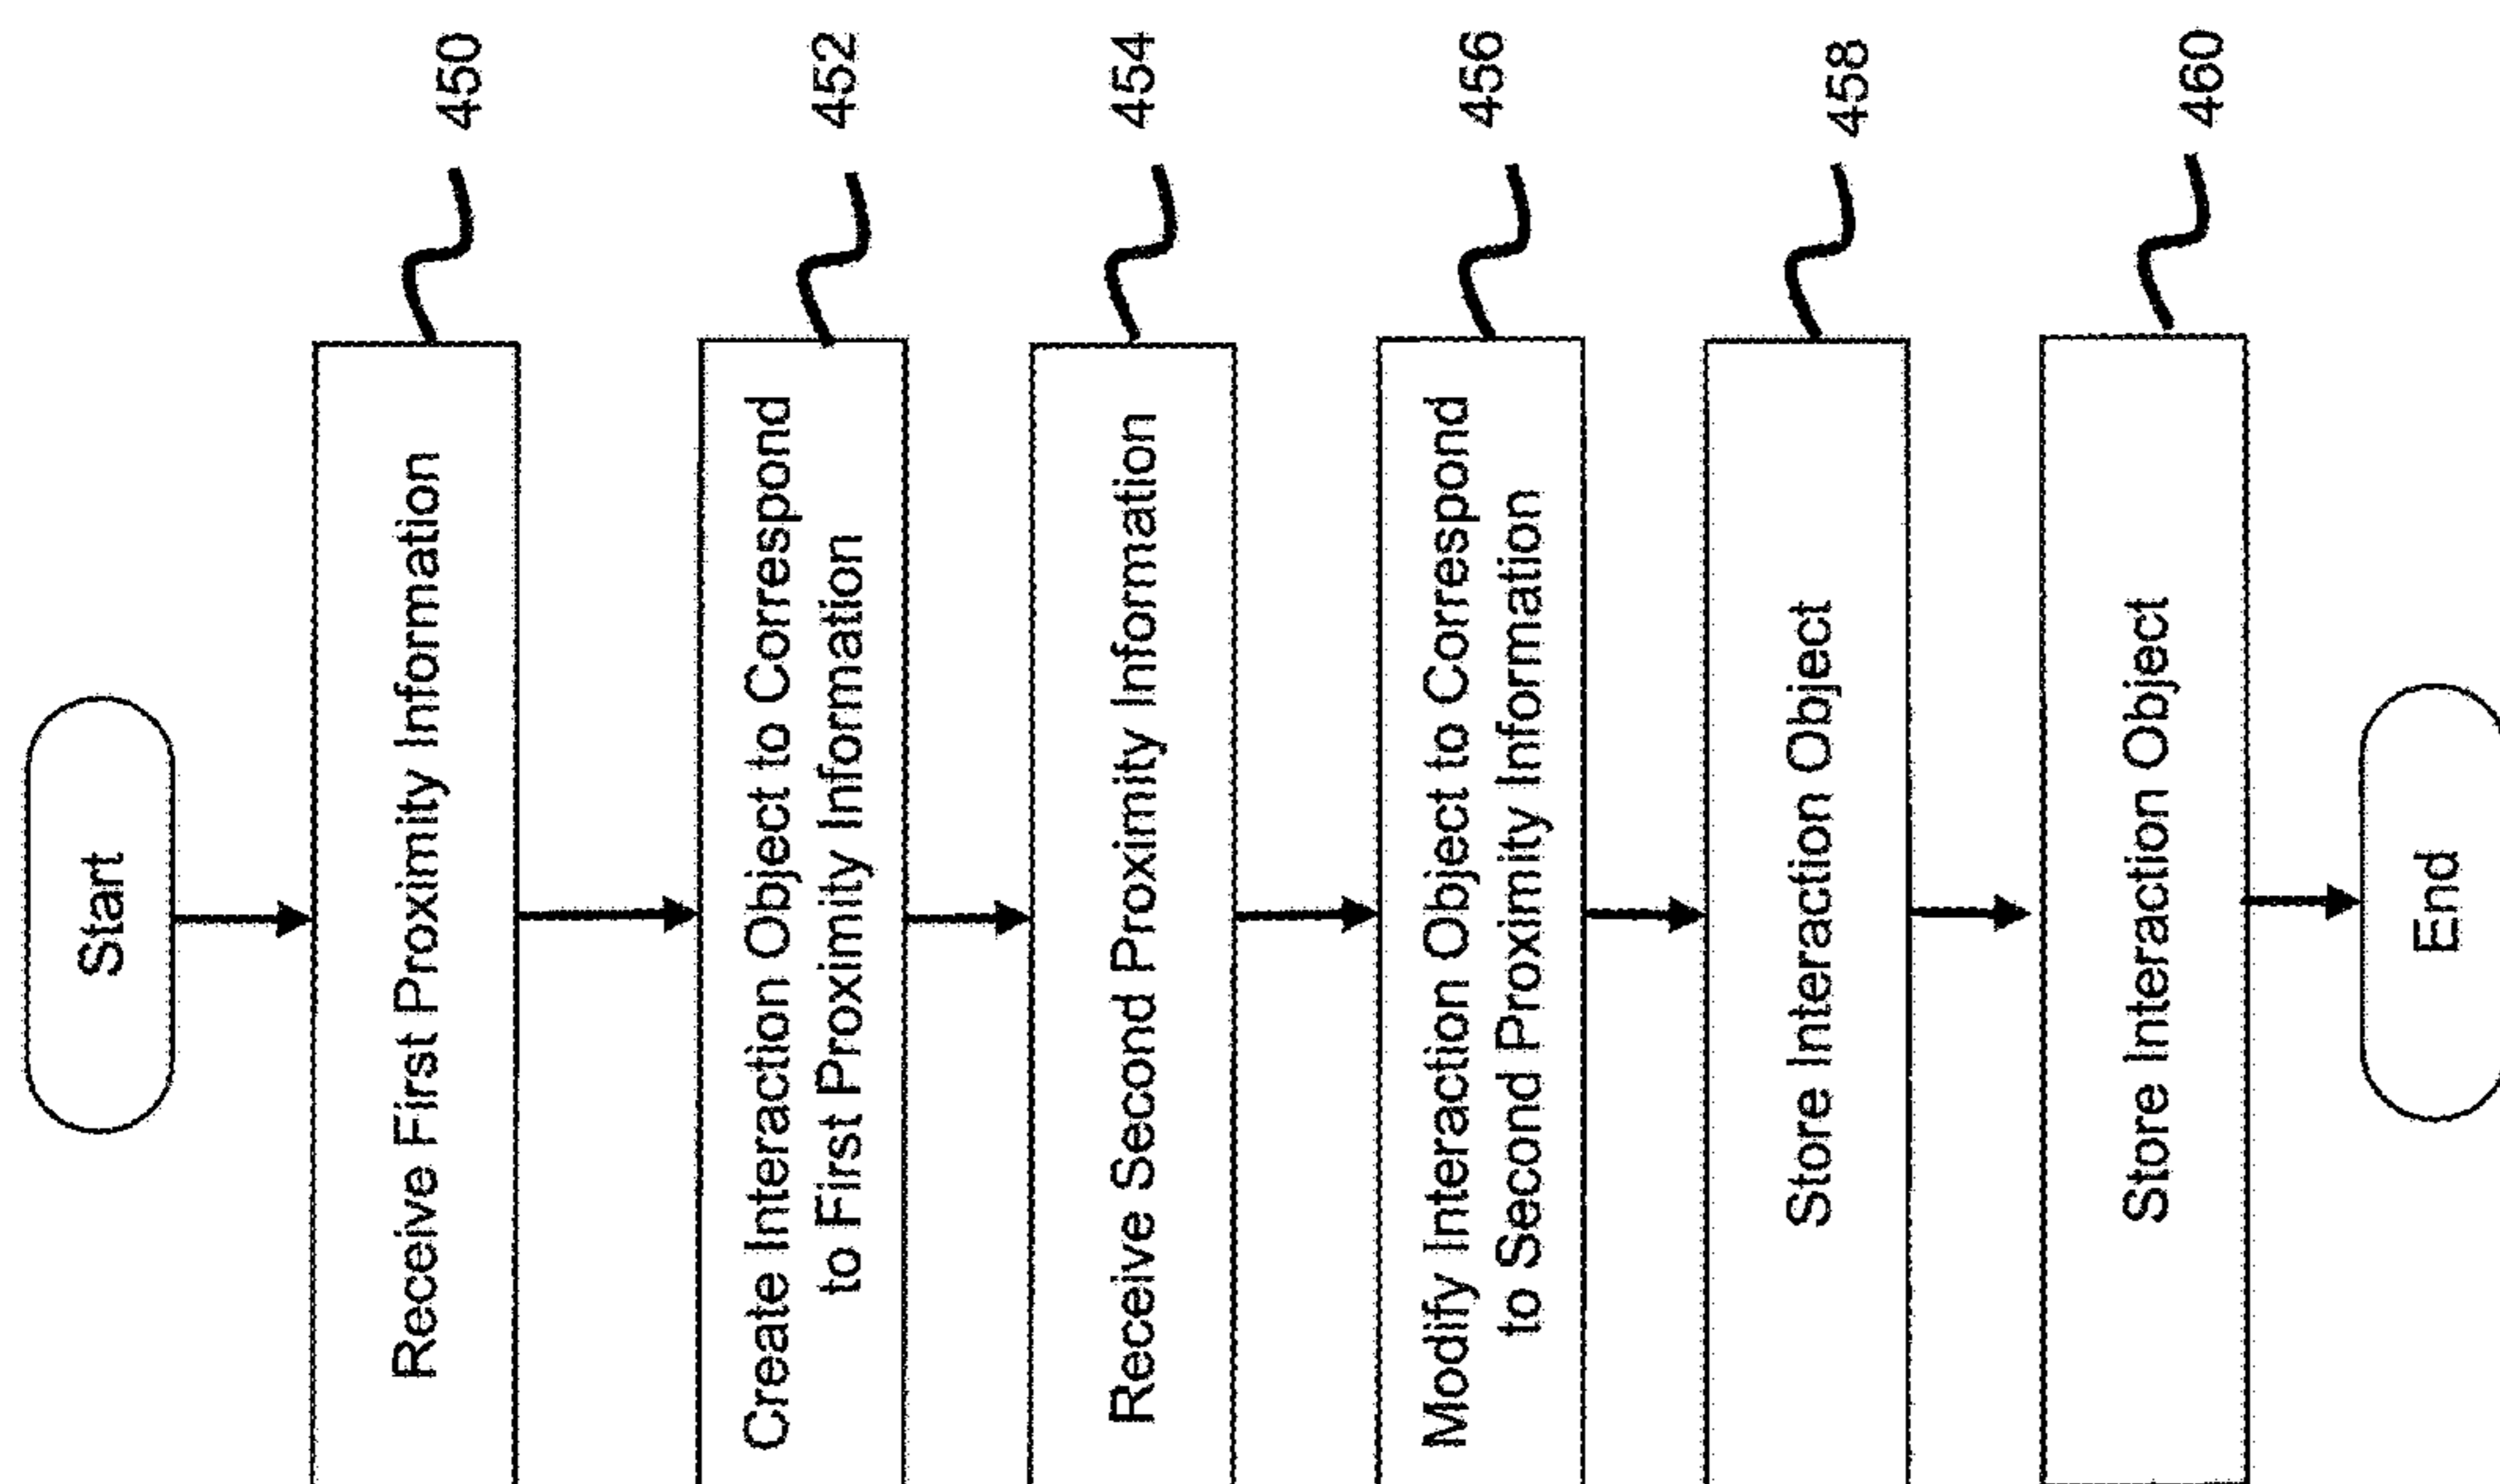 Start
Receive First Proximity Information
450
Create Interaction Object to Correspond
to First Proximity Information
452
Receive Second Proximity Information
454
Modify Interaction Object to Correspond
to Second Proximity Information
456
Store Interaction Object
458
Store Interaction Object
460
End